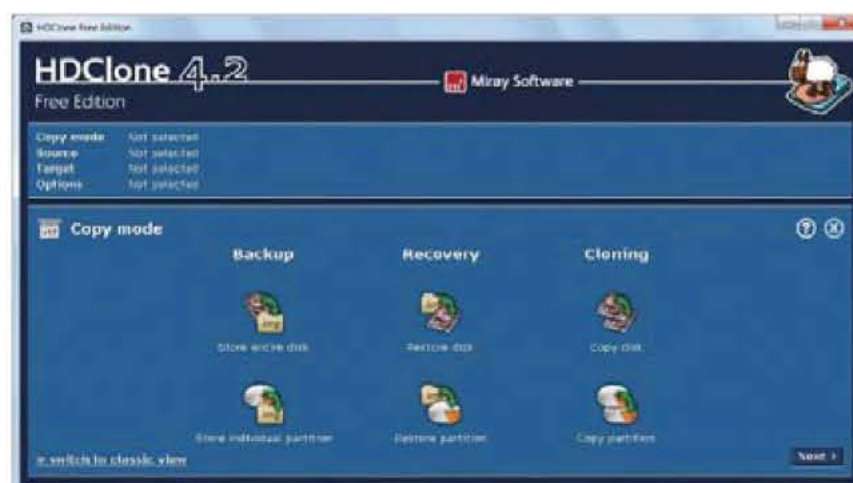 HDClone Free Edition
HDClone 4.2
Free Edition
Miray Software
Copy mode Not selected
Source Not selected
Target Not selected
Options Not selected
Copy mode
Backup Recovery Cloning
Store entire disk Restore disk Copy disk
Store individual partition Restore partition Copy partition
switch to classic view
Next